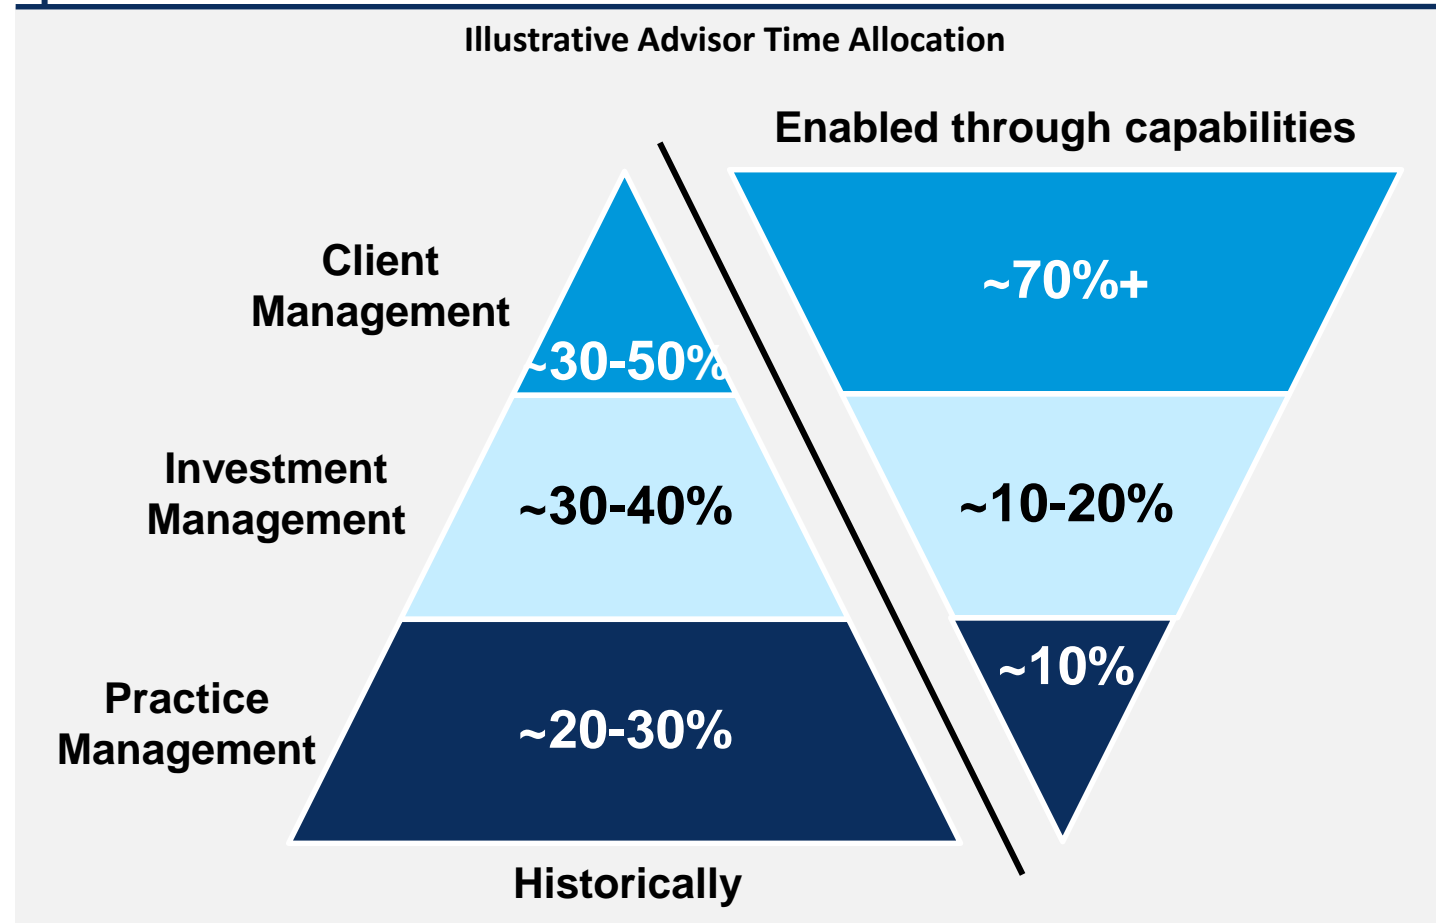 Illustrative Advisor Time Allocation
Enabled through capabilities
Client
Management
~30-50%
~70%+
Investment
Management
~30-40%
~10-20%
Practice
Management
~20-30%
~10%
Historically